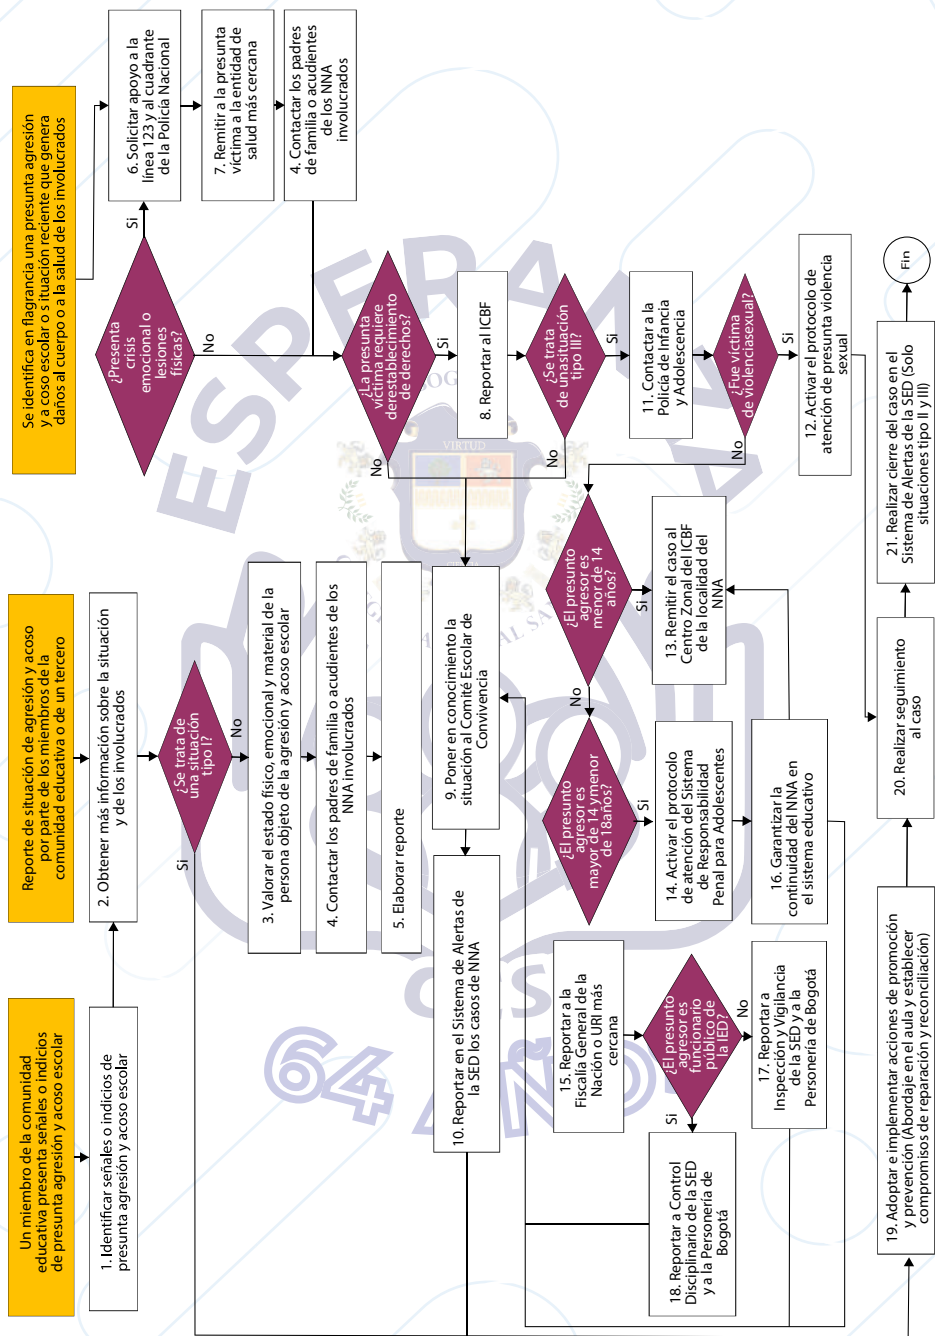 Un miembro de la comunidad
educativa presenta señales o indicios
de presunta agresión y acoso escolar
1. Identificar señales o indicios de
presunta agresión y acoso escolar
Reporte de situación de agresión y acoso
por parte de los miembros de la
comunidad educativa o de un tercero
2. Obtener más información sobre la situación
y de los involucrados
Se identifica en flagrancia una presunta agresión
y a coso escolar o situación reciente que genera
daños al cuerpo o a la salud de los involucrados
¿Presenta
crisis
emocional o
lesiones
físicas?
Si
No
6. Solicitar apoyo a la
línea 123 y al cuadrante
de la Policía Nacional
7. Remitir a la presunta
víctima a la entidad de
salud más cercana
4. Contactar los padres
de familia o acudientes
de los NNA
involucrados
¿Se trata de
una situación
tipo I?
Si
No
3. Valorar el estado físico, emocional y material de la
persona objeto de la agresión y acoso escolar
4. Contactar los padres de familia o acudientes de los
NNA involucrados
5. Elaborar reporte
¿La presunta
víctima requiere
derestablecimiento
de derechos?
No
Si
8. Reportar al ICBF
¿Se trata
de unasituación
tipo III?
No
Si
11. Contactar a la
Policía de Infancia
y Adolescencia
¿Fue víctima
de violenciasexual?
No
Si
12. Activar el protocolo de
atención de presunta violencia
sexual
9. Poner en conocimiento la
situación al Comité Escolar de
Convivencia
10. Reportar en el Sistema de Alertas de
la SED los casos de NNA
¿El presunto
agresor es
menor de 14
años?
No
Si
13. Remitir el caso al
Centro Zonal del ICBF
de la localidad del
NNA
¿El presunto
agresor es
mayor de 14 ymenor
de 18años?
Si
14. Activar el protocolo
de atención del Sistema
de Responsabilidad
Penal para Adolescentes
16. Garantizar la
continuidad del NNA en
el sistema educativo
15. Reportar a la
Fiscalía General de la
Nación o URI más
cercana
¿El presunto
agresor es
funcionario
público de
la IED?
Si
No
17. Reportar a
Inspección y Vigilancia
de la SED y a la
Personería de Bogotá
18. Reportar a Control
Disciplinario de la SED
y a la Personería de
Bogotá
19. Adoptar e implementar acciones de promoción
y prevención (Abordaje en el aula y establecer
compromisos de reparación y reconciliación)
20. Realizar seguimiento
al caso
21. Realizar cierre del caso en el
Sistema de Alertas de la SED (Solo
situaciones tipo II y III)
Fin
VIRTUD
64 AÑO